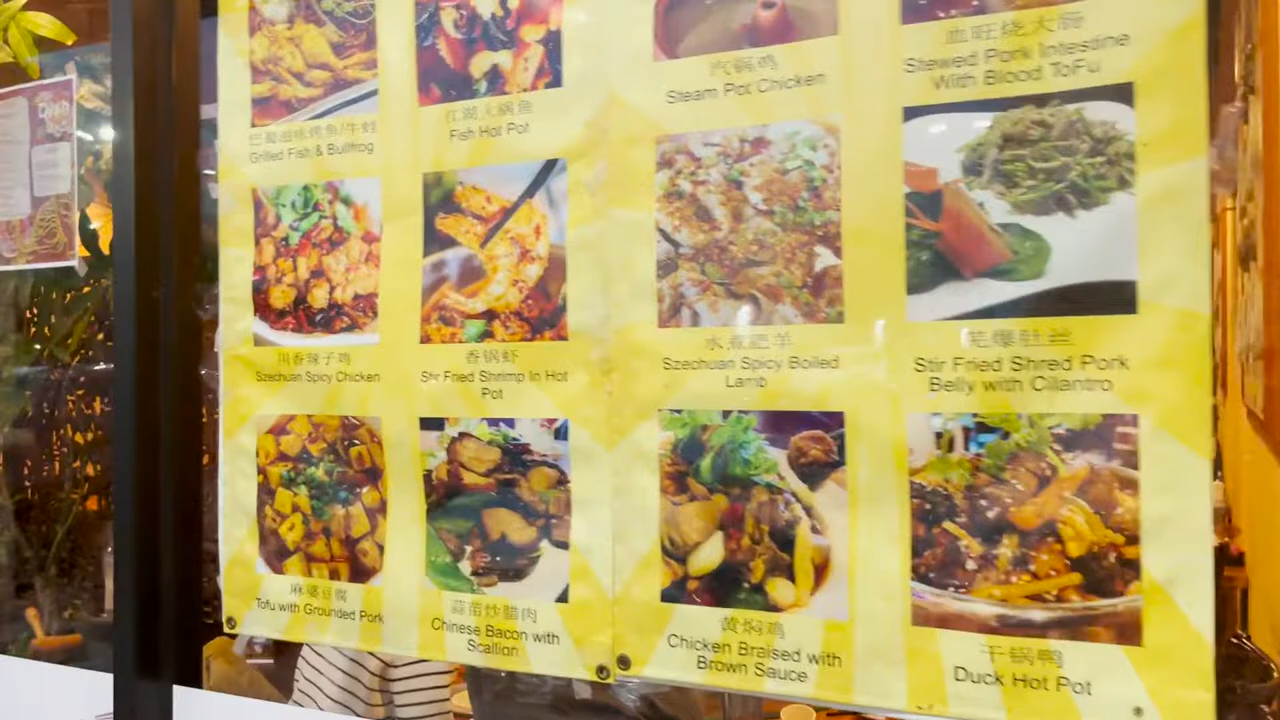 Dish
巴蜀滋味烤鱼/牛蛙
Grilled Fish & Bullfrog
江湖火锅鱼
Fish Hot Pot
汽锅鸡
Steam Pot Chicken
血旺烧大肠
Stewed Pork Intestine
With Blood ToFu
川香辣子鸡
Szechuan Spicy Chicken
香锅虾
Stir Fried Shrimp In Hot
Pot
水煮肥羊
Szechuan Spicy Boiled
Lamb
芫爆肚丝
Stir Fried Shred Pork
Belly with Cilantro
麻婆豆腐
Tofu with Grounded Pork
蒜苗炒腊肉
Chinese Bacon with
Scallion
黄焖鸡
Chicken Braised with
Brown Sauce
干锅鸭
Duck Hot Pot